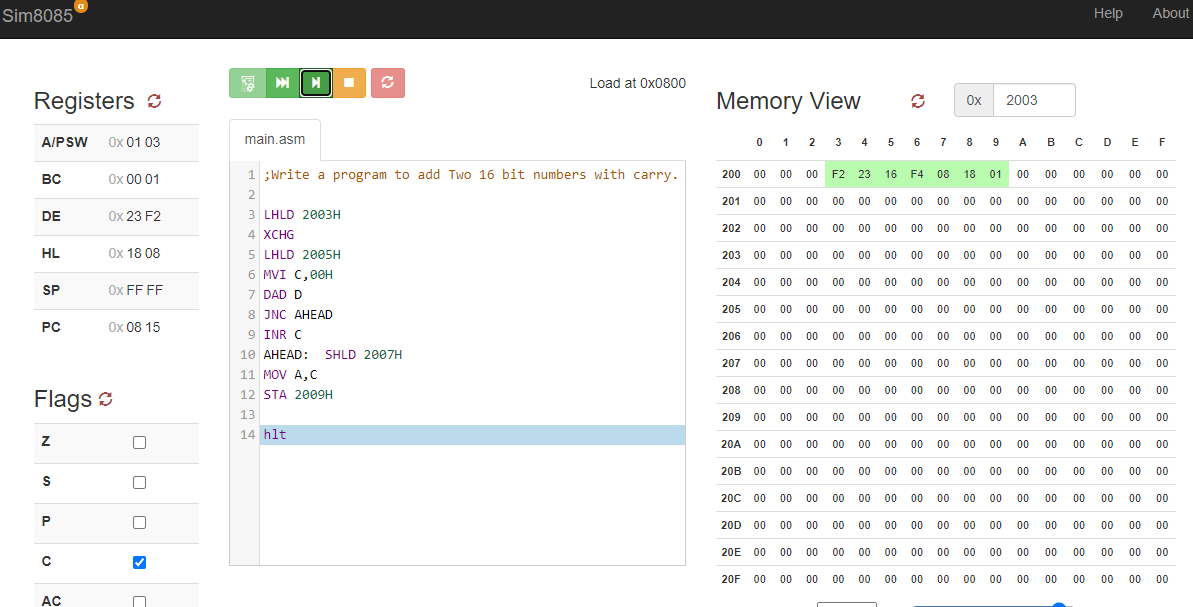 Sim8085 α Help About
Load at 0x0800
Registers
A/PSW 0x 01 03
BC 0x 00 01
DE 0x 23 F2
HL 0x 18 08
SP 0x FF FF
PC 0x 08 15
Flags
Z
S
P
C
AC
main.asm
1 ;Write a program to add Two 16 bit numbers with carry.
2
3 LHLD 2003H
4 XCHG
5 LHLD 2005H
6 MVI C,00H
7 DAD D
8 JNC AHEAD
9 INR C
10 AHEAD: SHLD 2007H
11 MOV A,C
12 STA 2009H
13
14 hlt
Memory View 0x 2003
0 1 2 3 4 5 6 7 8 9 A B C D E F
200 00 00 00 F2 23 16 F4 08 18 01 00 00 00 00 00 00
201 00 00 00 00 00 00 00 00 00 00 00 00 00 00 00 00
202 00 00 00 00 00 00 00 00 00 00 00 00 00 00 00 00
203 00 00 00 00 00 00 00 00 00 00 00 00 00 00 00 00
204 00 00 00 00 00 00 00 00 00 00 00 00 00 00 00 00
205 00 00 00 00 00 00 00 00 00 00 00 00 00 00 00 00
206 00 00 00 00 00 00 00 00 00 00 00 00 00 00 00 00
207 00 00 00 00 00 00 00 00 00 00 00 00 00 00 00 00
208 00 00 00 00 00 00 00 00 00 00 00 00 00 00 00 00
209 00 00 00 00 00 00 00 00 00 00 00 00 00 00 00 00
20A 00 00 00 00 00 00 00 00 00 00 00 00 00 00 00 00
20B 00 00 00 00 00 00 00 00 00 00 00 00 00 00 00 00
20C 00 00 00 00 00 00 00 00 00 00 00 00 00 00 00 00
20D 00 00 00 00 00 00 00 00 00 00 00 00 00 00 00 00
20E 00 00 00 00 00 00 00 00 00 00 00 00 00 00 00 00
20F 00 00 00 00 00 00 00 00 00 00 00 00 00 00 00 00